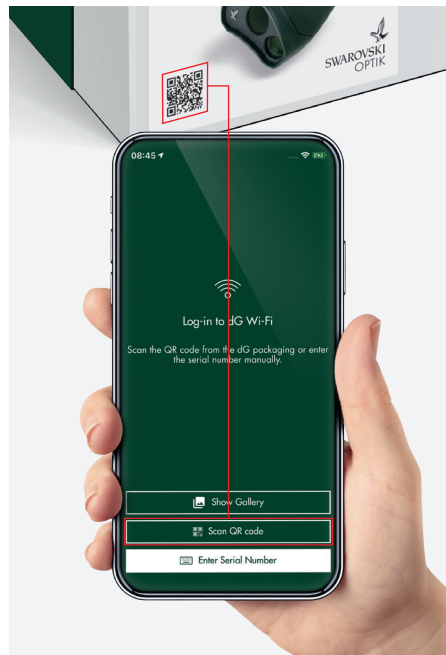 SWAROVSKI
OPTIK
08:45
Log-in to dG Wi-Fi
Scan the QR code from the dG packaging or enter
the serial number manually.
Show Gallery
Scan QR code
Enter Serial Number